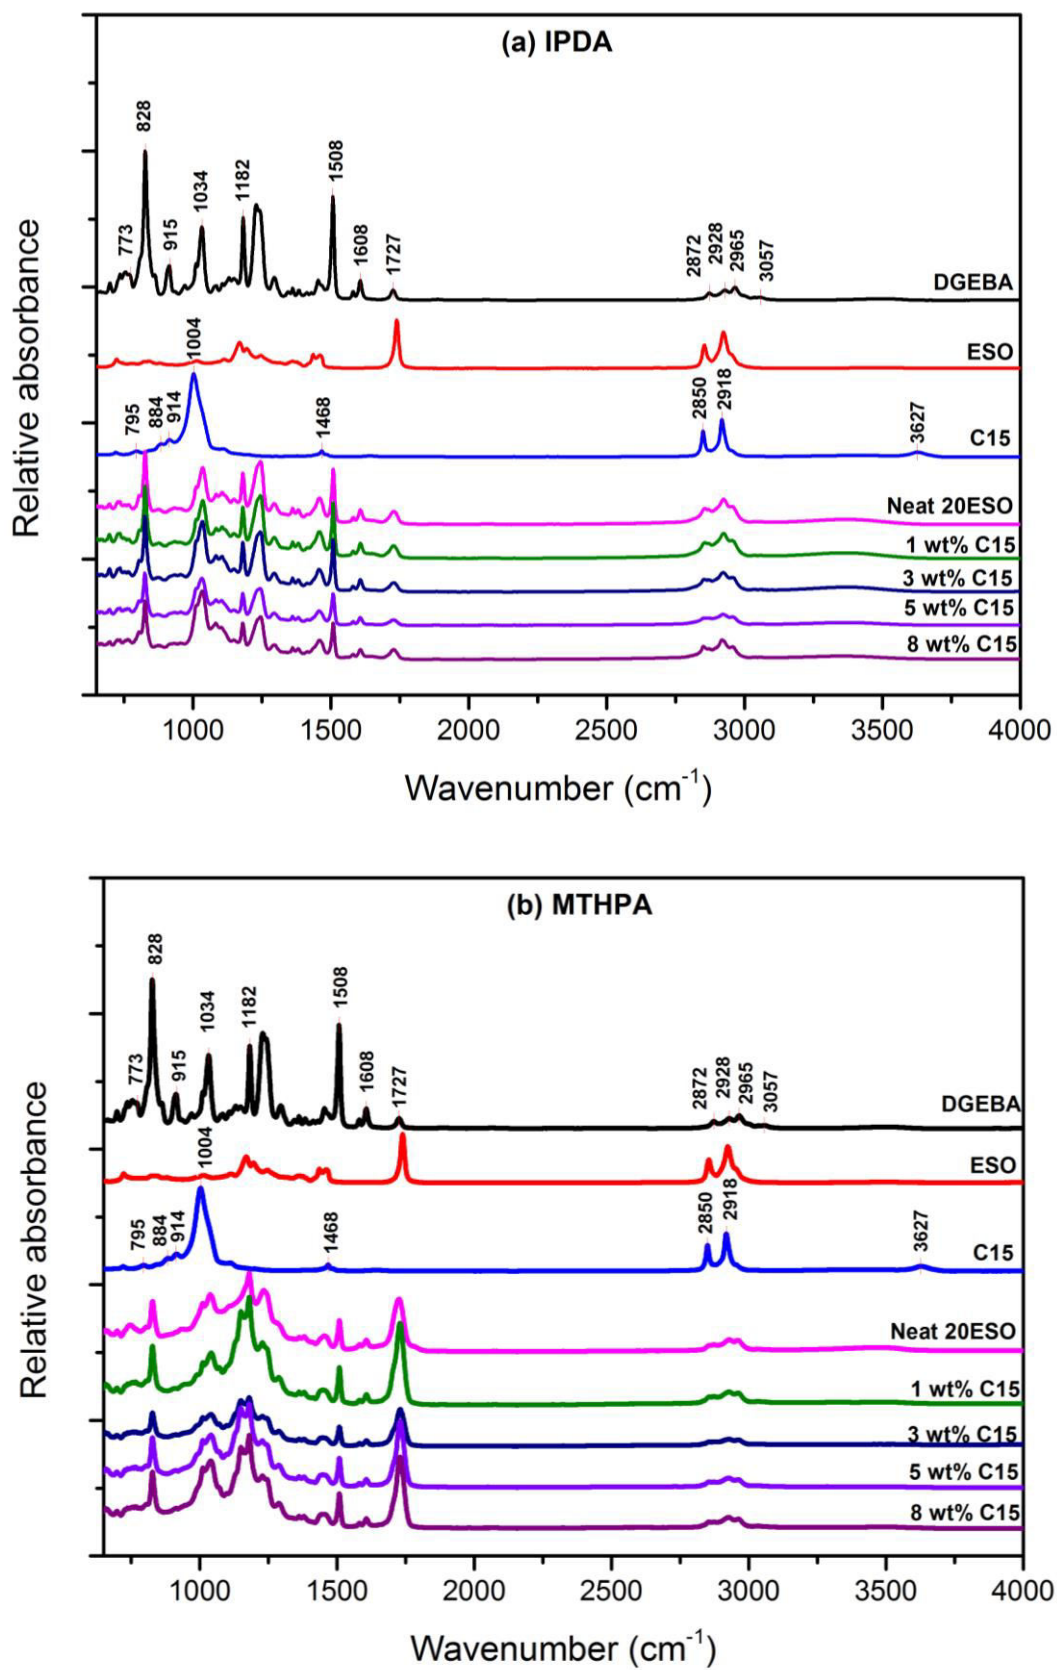 (a) IPDA
828
773
915
1034
1182
1508
1608
1727
2872
2928
2965
3057
DGEBA
ESO
1004
795
884
914
1468
2850
2918
3627
C15
Neat 20ESO
1 wt% C15
3 wt% C15
5 wt% C15
8 wt% C15
Relative absorbance
1000 1500 2000 2500 3000 3500 4000
Wavenumber (cm⁻¹)
(b) MTHPA
828
773
915
1034
1182
1508
1608
1727
2872
2928
2965
3057
DGEBA
ESO
1004
795
884
914
1468
2850
2918
3627
C15
Neat 20ESO
1 wt% C15
3 wt% C15
5 wt% C15
8 wt% C15
Relative absorbance
1000 1500 2000 2500 3000 3500 4000
Wavenumber (cm⁻¹)